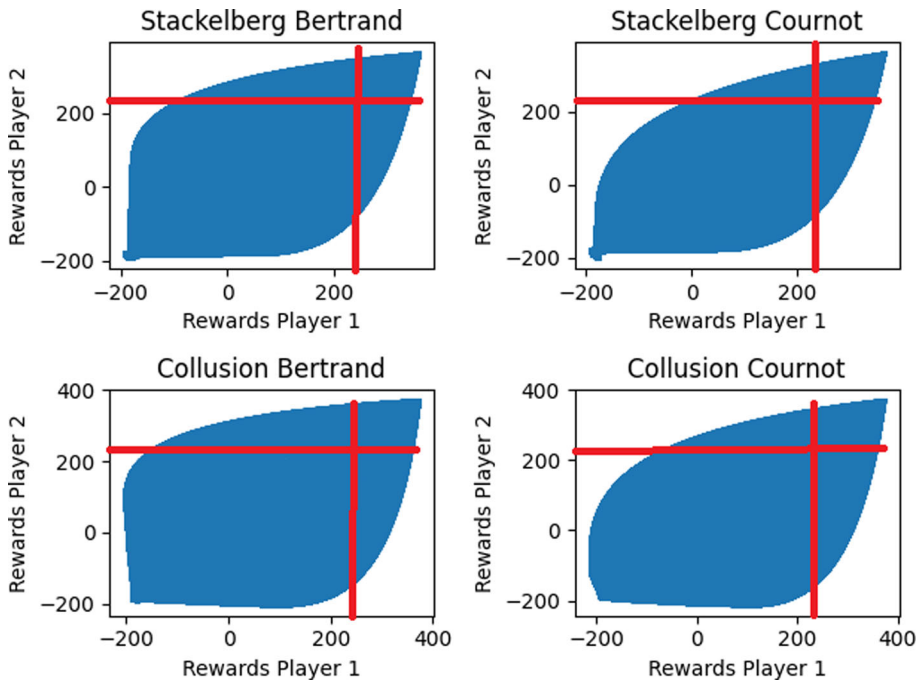 Stackelberg Bertrand
Stackelberg Cournot
Rewards Player 2
200
0
−200
−200
0
200
Rewards Player 1
Rewards Player 2
200
0
−200
−200
0
200
Rewards Player 1
Collusion Bertrand
Collusion Cournot
Rewards Player 2
400
200
0
−200
−200
0
200
400
Rewards Player 1
Rewards Player 2
400
200
0
−200
−200
0
200
400
Rewards Player 1